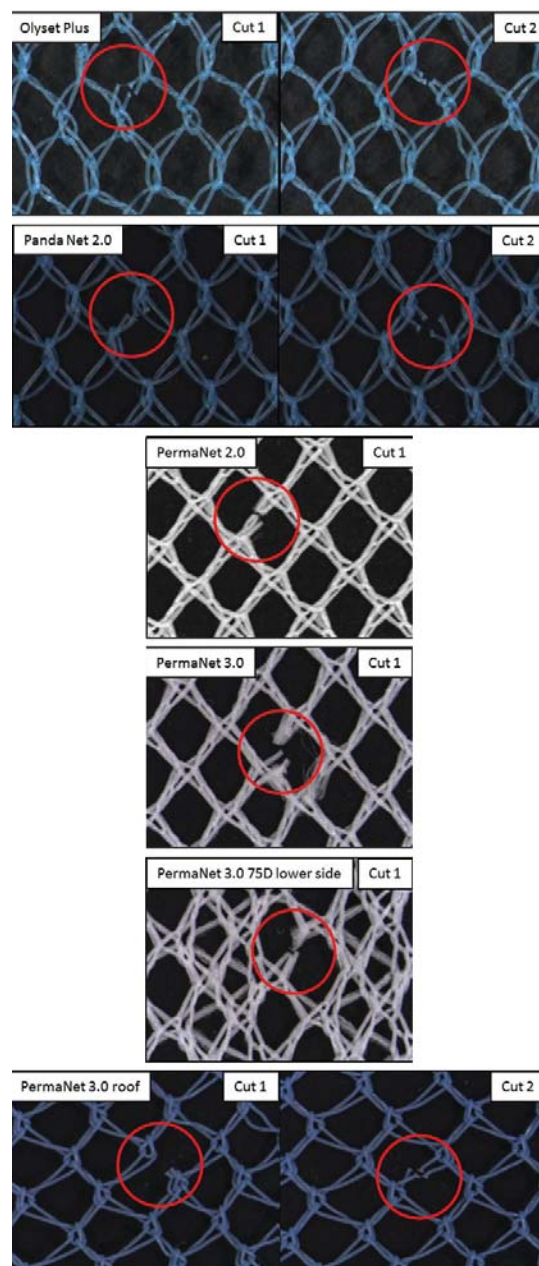 Olyset Plus Cut 1 Cut 2
Panda Net 2.0 Cut 1 Cut 2
PermaNet 2.0 Cut 1
PermaNet 3.0 Cut 1
PermaNet 3.0 75D lower side Cut 1
PermaNet 3.0 roof Cut 1 Cut 2